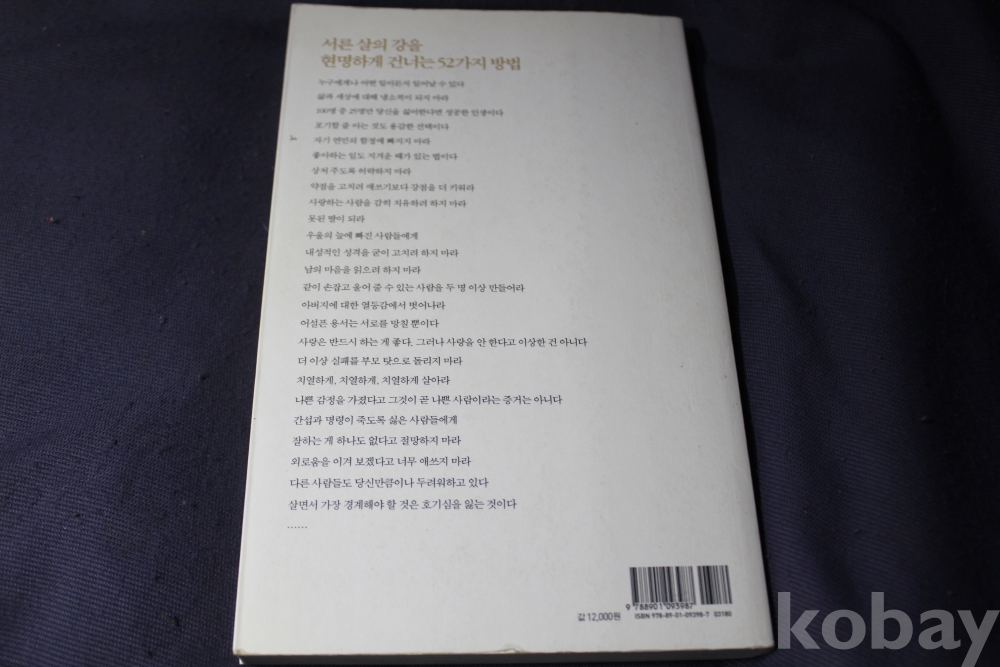 서른 살의 강을
현명하게 건너는 52가지 방법
누구에게나 어떤 일이든지 일어날 수 있다
삶과 세상에 대해 냉소적이 되지 마라
100명 중 25명만 당신을 싫어한다면 성공한 인생이다
포기할 줄 아는 것도 용감한 선택이다
자기 연민의 함정에 빠지지 마라
좋아하는 일도 지겨운 때가 있는 법이다
상처 주도록 허락하지 마라
약점을 고치려 애쓰기보다 강점을 더 키워라
사랑하는 사람을 감히 치유하려 하지 마라
못된 딸이 되라
우울의 늪에 빠진 사람들에게
내성적인 성격을 굳이 고치려 하지 마라
남의 마음을 읽으려 하지 마라
같이 손잡고 울어 줄 수 있는 사람을 두 명 이상 만들어라
아버지에 대한 열등감에서 벗어나라
어설픈 용서는 서로를 망칠 뿐이다
사랑은 반드시 하는 게 좋다. 그러나 사랑을 안 한다고 이상한 건 아니다
더 이상 실패를 부모 탓으로 돌리지 마라
치열하게, 치열하게, 치열하게 살아라
나쁜 감정을 가졌다고 그것이 곧 나쁜 사람이라는 증거는 아니다
간섭과 명령이 죽도록 싫은 사람들에게
잘하는 게 하나도 없다고 절망하지 마라
외로움을 이겨 보겠다고 너무 애쓰지 마라
다른 사람들도 당신만큼이나 두려워하고 있다
살면서 가장 경계해야 할 것은 호기심을 잃는 것이다
……
9 788901 093987
03180
값 12,000원
ISBN 978-89-01-09398-7
kobay